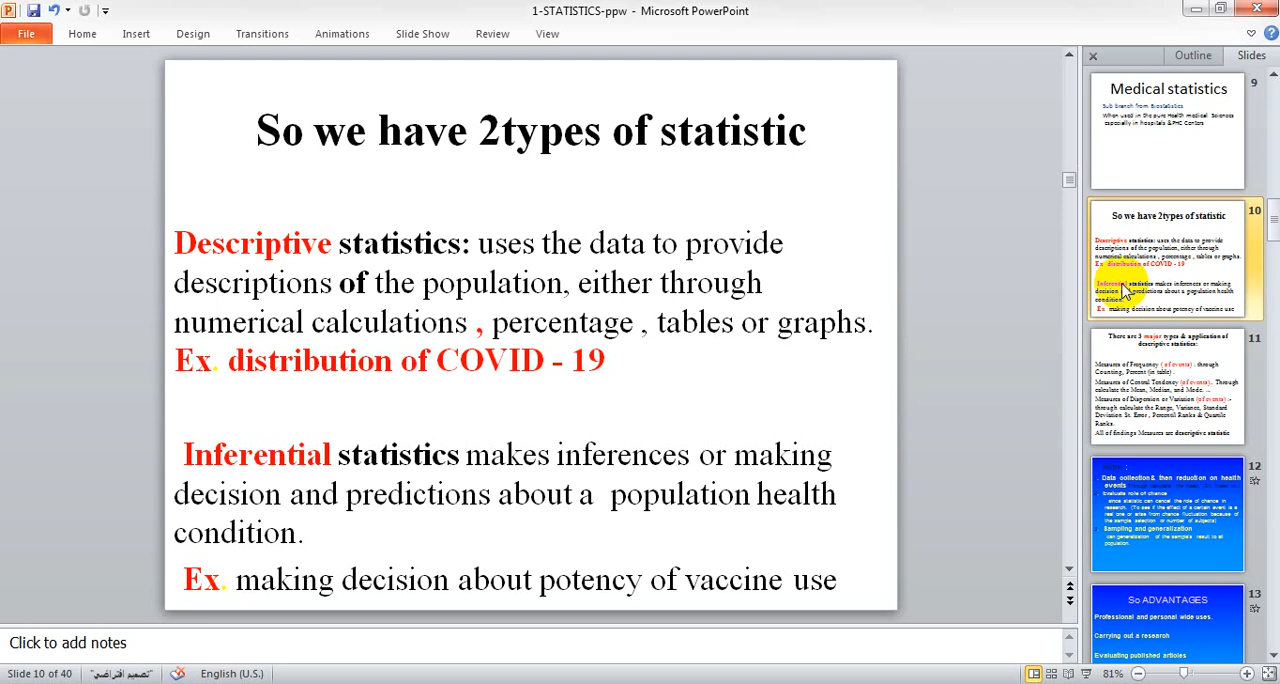 1-STATISTICS-ppw - Microsoft PowerPoint
File Home Insert Design Transitions Animations Slide Show Review View
So we have 2types of statistic
Descriptive statistics: uses the data to provide
descriptions of the population, either through
numerical calculations , percentage , tables or graphs.
Ex. distribution of COVID - 19
Inferential statistics makes inferences or making
decision and predictions about a population health
condition.
Ex. making decision about potency of vaccine use
Click to add notes
Outline Slides
9
Medical statistics
Sub branch from Biostatistics
When used in the pure Health medical Sciences
especially in hospitals &PHC Centers
10
So we have 2types of statistic
Descriptive statistics: uses the data to provide
descriptions of the population, either through
numerical calculations , percentage , tables or graphs.
Ex. distribution of COVID - 19
Inferential statistics makes inferences or making
decision predictions about a population health
condition.
Ex. making decision about potency of vaccine use
11
There are 3 major types & application of
descriptive statistics:
Measures of Frequency ( of events) - through
Counting, Percent (in table) .
Measures of Central Tendency (of events).. Through
calculate the Mean, Median, and Mode. ...
Measures of Dispersion or Variation (of events) :-
through calculate the Range, Variance, Standard
Deviation St. Error , Percentil Ranks & Quartile
Ranks.
All of findings Measures are descriptive statistic
12
Data collection& then reduction on health
events
Evaluate role of chance
since statistic can cancel the role of chance in
research. (To see if the effect of a certain event is a
real one or arise from chance fluctuation because of
the sample selection or number of subjects)
Sampling and generalization
can generalization of the sample's result to all
population.
13
So ADVANTAGES
Professional and personal wide uses.
Carrying out a research
Evaluating published articles
Slide 10 of 40 "تصميم افتراضي" English (U.S.) 81%